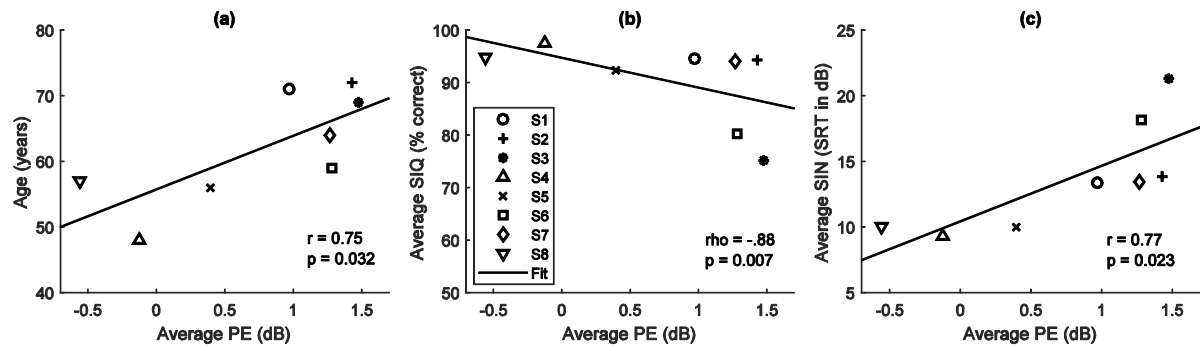 (a)
80
70
60
50
40
Age (years)
-0.5
0
0.5
1
1.5
Average PE (dB)
r = 0.75
p = 0.032
(b)
100
90
80
70
60
50
Average SIQ (% correct)
S1
S2
S3
S4
S5
S6
S7
S8
Fit
-0.5
0
0.5
1
1.5
Average PE (dB)
rho = -.88
p = 0.007
(c)
25
20
15
10
5
Average SIN (SRT in dB)
-0.5
0
0.5
1
1.5
Average PE (dB)
r = 0.77
p = 0.023